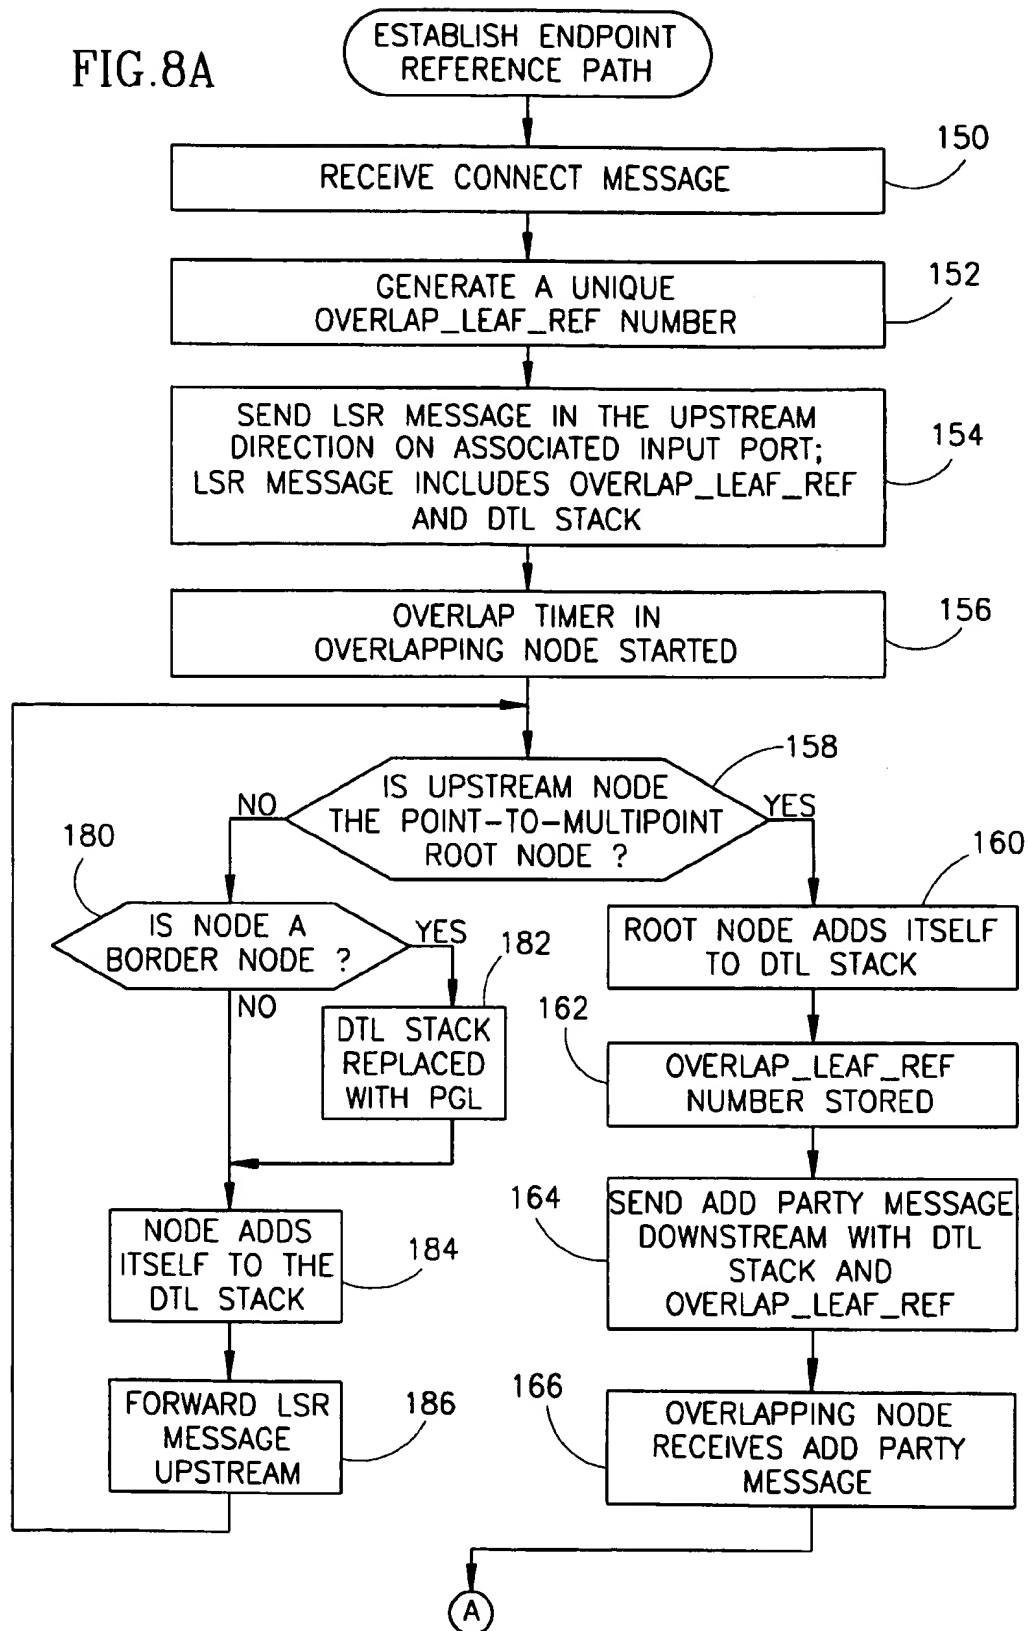 FIG.8A
ESTABLISH ENDPOINT
REFERENCE PATH
150
RECEIVE CONNECT MESSAGE
152
GENERATE A UNIQUE
OVERLAP_LEAF_REF NUMBER
154
SEND LSR MESSAGE IN THE UPSTREAM
DIRECTION ON ASSOCIATED INPUT PORT;
LSR MESSAGE INCLUDES OVERLAP_LEAF_REF
AND DTL STACK
156
OVERLAP TIMER IN
OVERLAPPING NODE STARTED
158
IS UPSTREAM NODE
THE POINT-TO-MULTIPOINT
ROOT NODE ?
NO
YES
180
IS NODE A
BORDER NODE ?
YES
NO
182
DTL STACK
REPLACED
WITH PGL
NODE ADDS
ITSELF TO THE
DTL STACK
184
FORWARD LSR
MESSAGE
UPSTREAM
186
160
ROOT NODE ADDS ITSELF
TO DTL STACK
162
OVERLAP_LEAF_REF
NUMBER STORED
164
SEND ADD PARTY MESSAGE
DOWNSTREAM WITH DTL
STACK AND
OVERLAP_LEAF_REF
166
OVERLAPPING NODE
RECEIVES ADD PARTY
MESSAGE
A